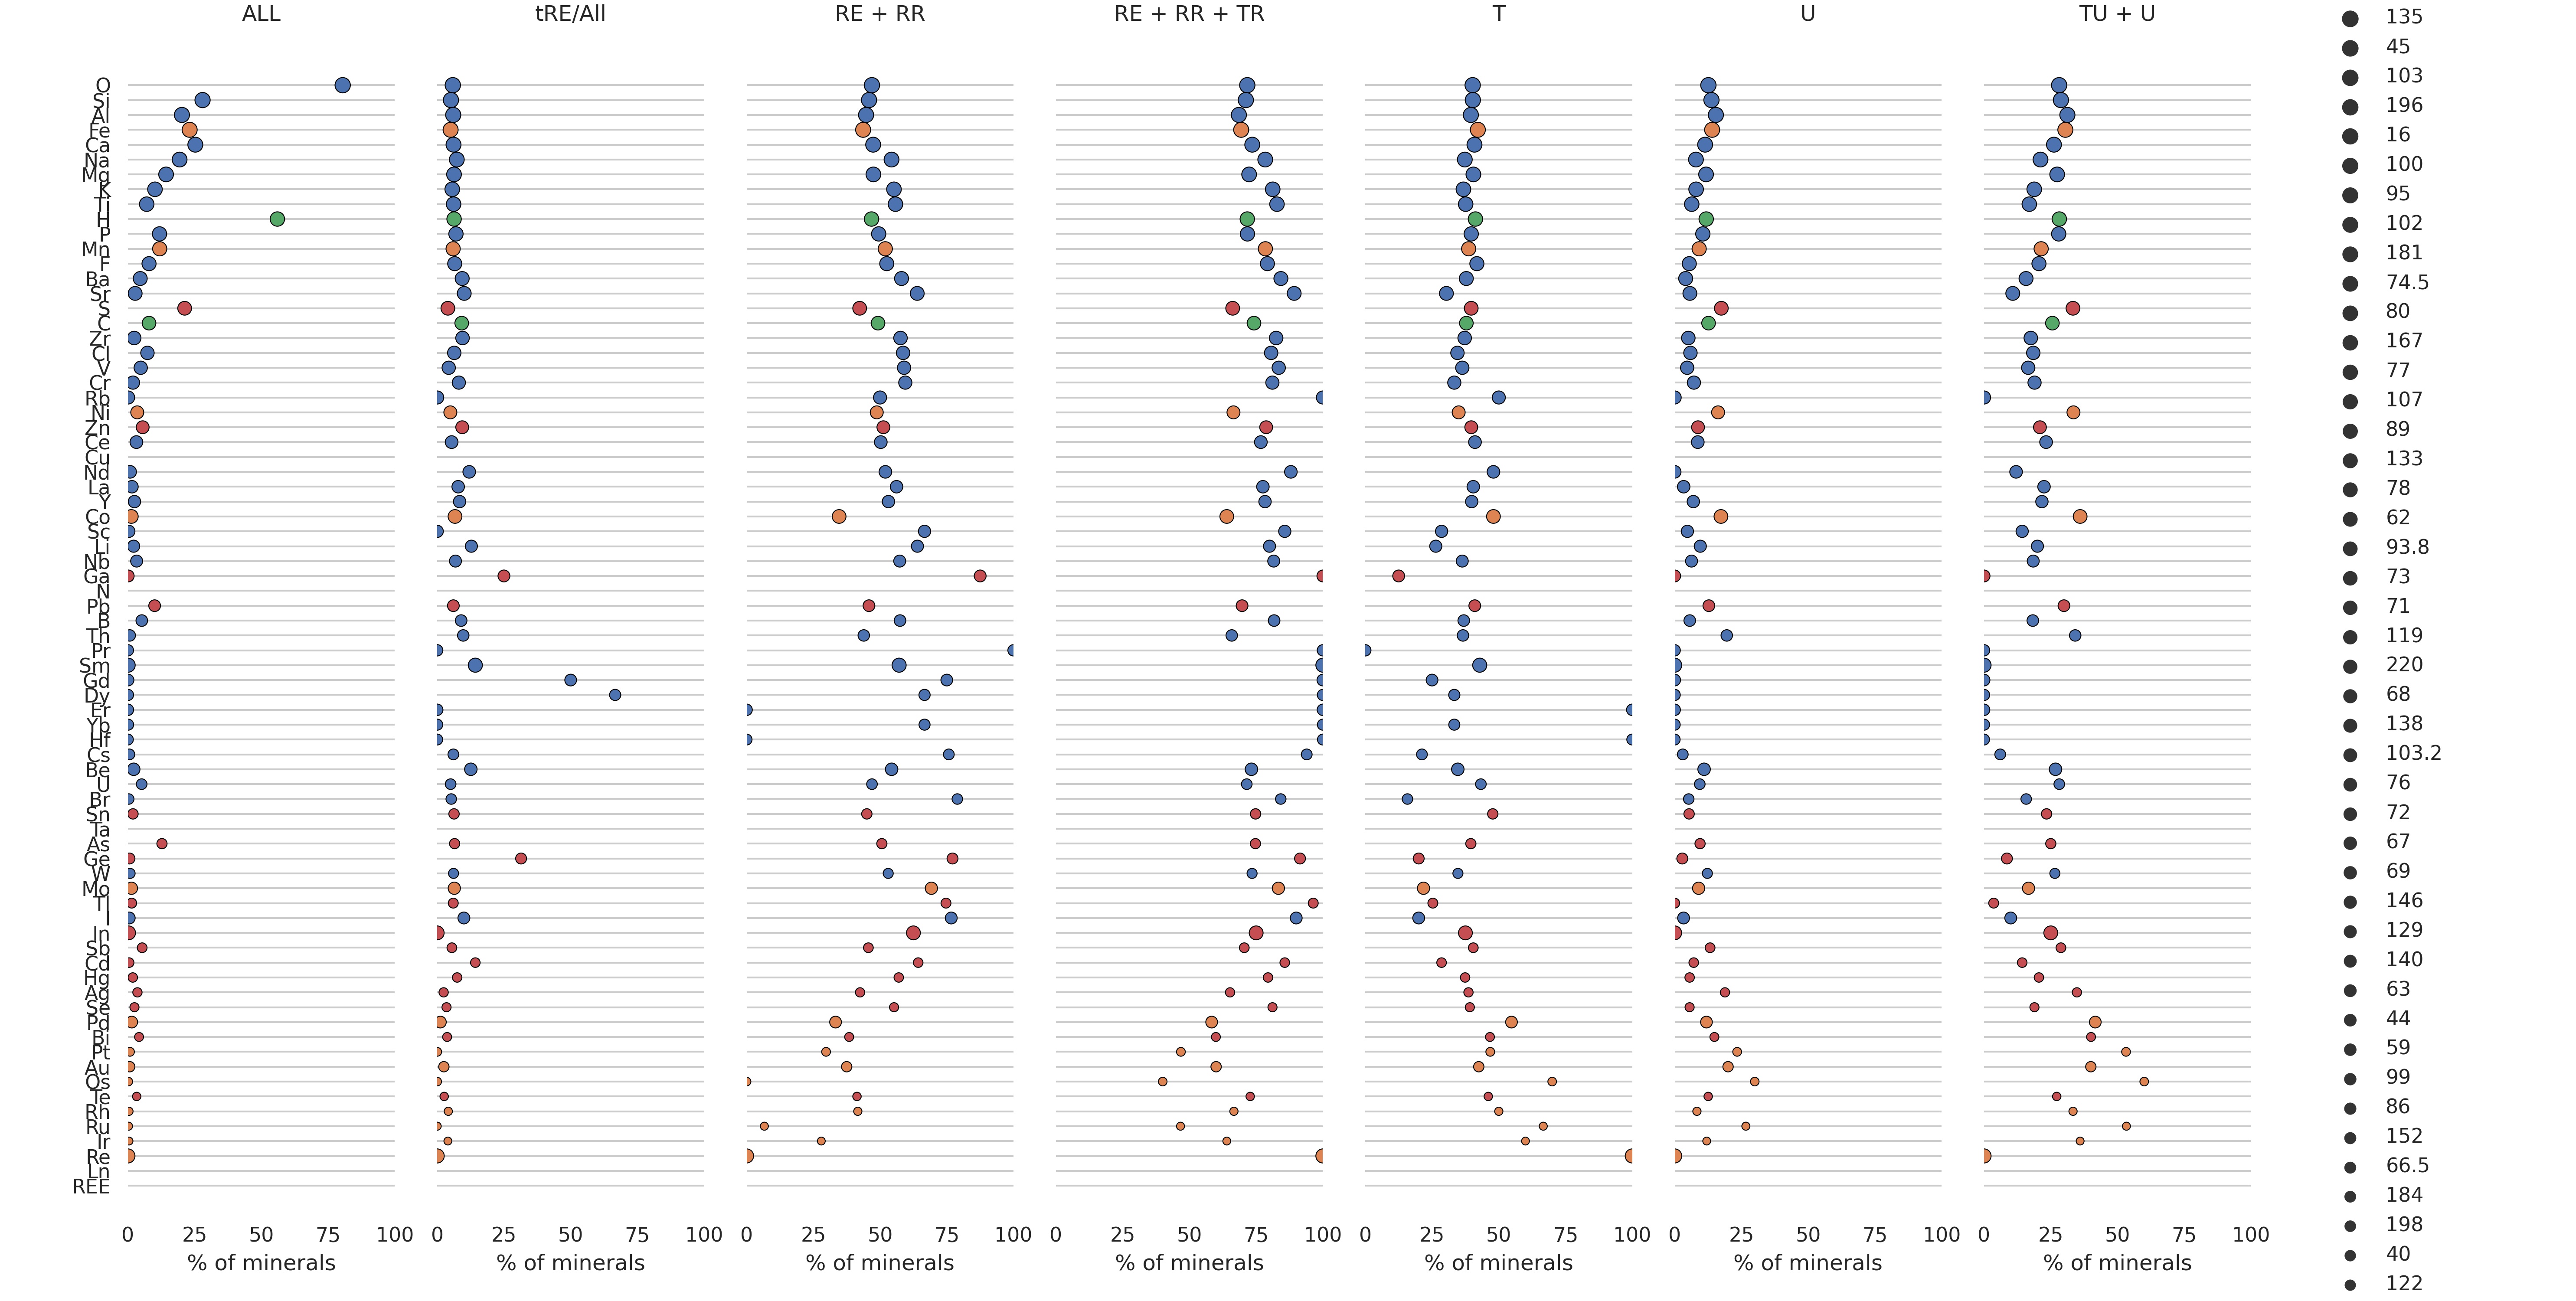 ALL tRE/All RE + RR RE + RR + TR T U TU + U
O
Si
Al
Fe
Ca
Na
Mg
K
Ti
H
P
Mn
F
Ba
Sr
S
C
Zr
Cl
V
Cr
Rb
Ni
Zn
Ce
Cu
Nd
La
Y
Co
Sc
Li
Nb
Ga
N
Pb
B
Th
Pr
Sm
Gd
Dy
Er
Yb
Hf
Cs
Be
U
Br
Sn
Ta
As
Ge
W
Mo
Tl
I
In
Sb
Cd
Hg
Ag
Se
Pd
Bi
Pt
Au
Os
Te
Rh
Ru
Ir
Re
Ln
REE
0 25 50 75 100 0 25 50 75 100 0 25 50 75 100 0 25 50 75 100 0 25 50 75 100 0 25 50 75 100 0 25 50 75 100
% of minerals % of minerals % of minerals % of minerals % of minerals % of minerals % of minerals
135
45
103
196
16
100
95
102
181
74.5
80
167
77
107
89
133
78
62
93.8
73
71
119
220
68
138
103.2
76
72
67
69
146
129
140
63
44
59
99
86
152
66.5
184
198
40
122